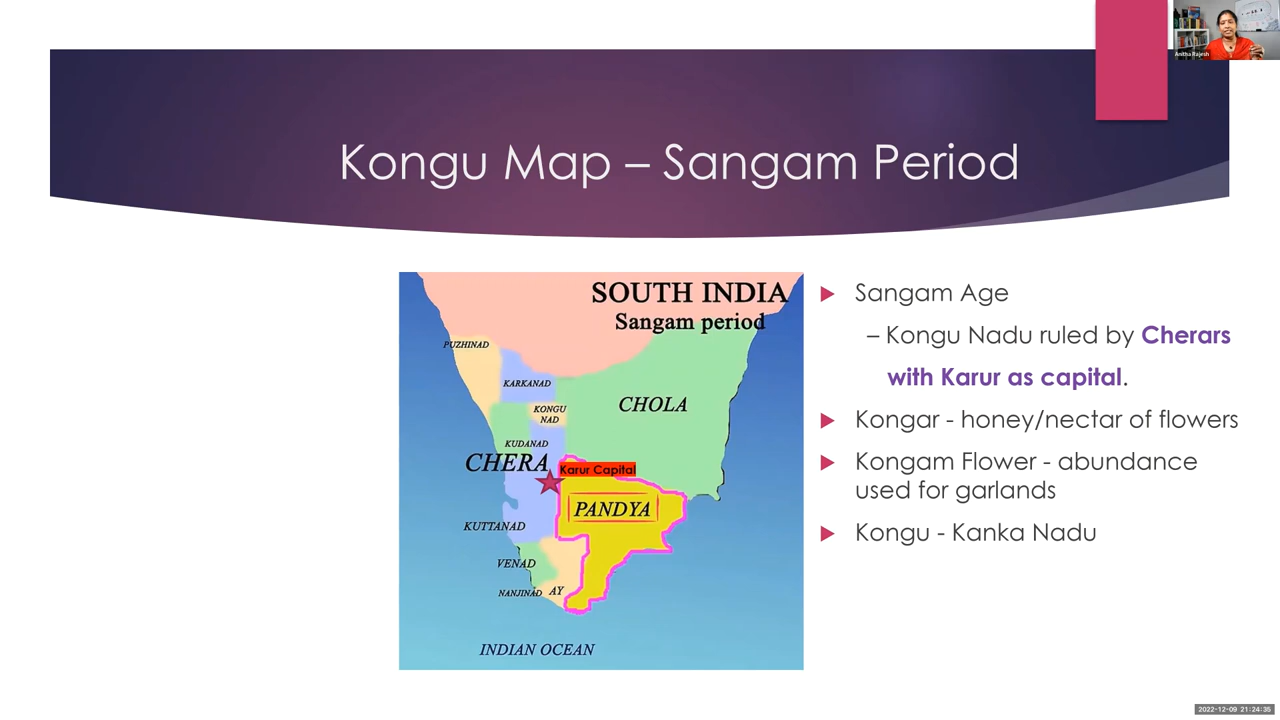 Anitha Rajesh
Kongu Map – Sangam Period
SOUTH INDIA
Sangam period
PUZHINAD
KARKANAD
KONGU
NAD
CHOLA
KUDANAD
CHERA
Karur Capital
PANDYA
KUTTANAD
VENAD
NANJINAD
AY
INDIAN OCEAN
Sangam Age
– Kongu Nadu ruled by Cherars
with Karur as capital.
Kongar - honey/nectar of flowers
Kongam Flower - abundance
used for garlands
Kongu - Kanka Nadu
2022-12-09 21:24:35